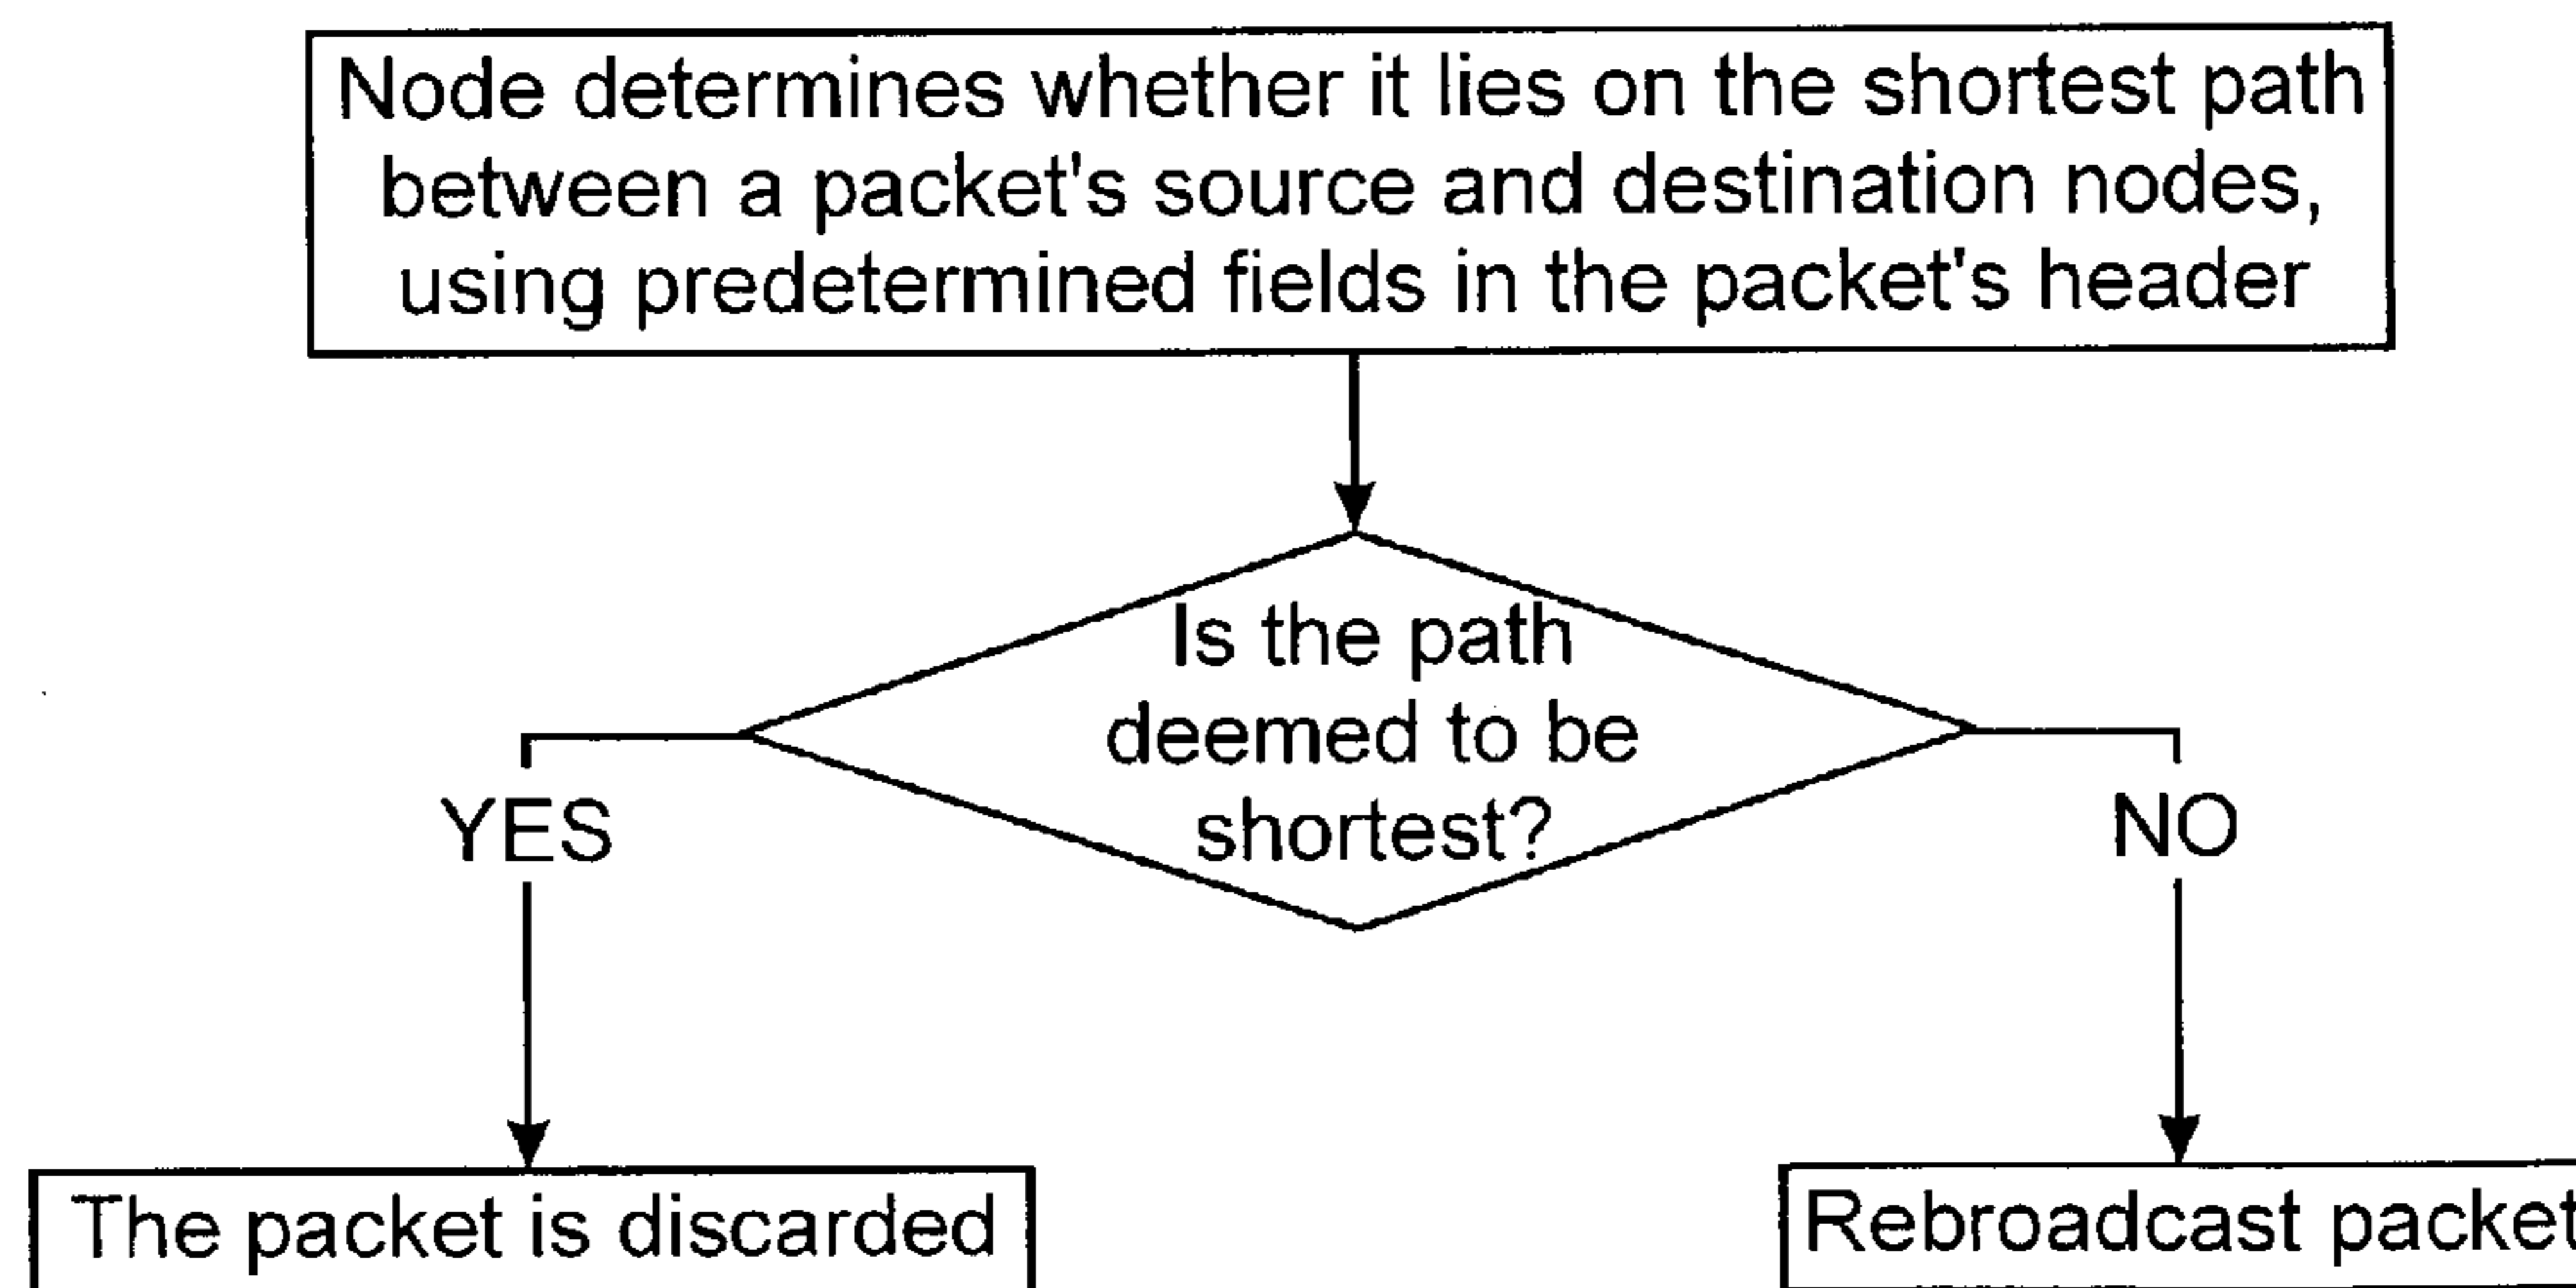 Node determines whether it lies on the shortest path
between a packet's source and destination nodes,
using predetermined fields in the packet's header
Is the path
deemed to be
shortest?
YES
NO
The packet is discarded
Rebroadcast packet